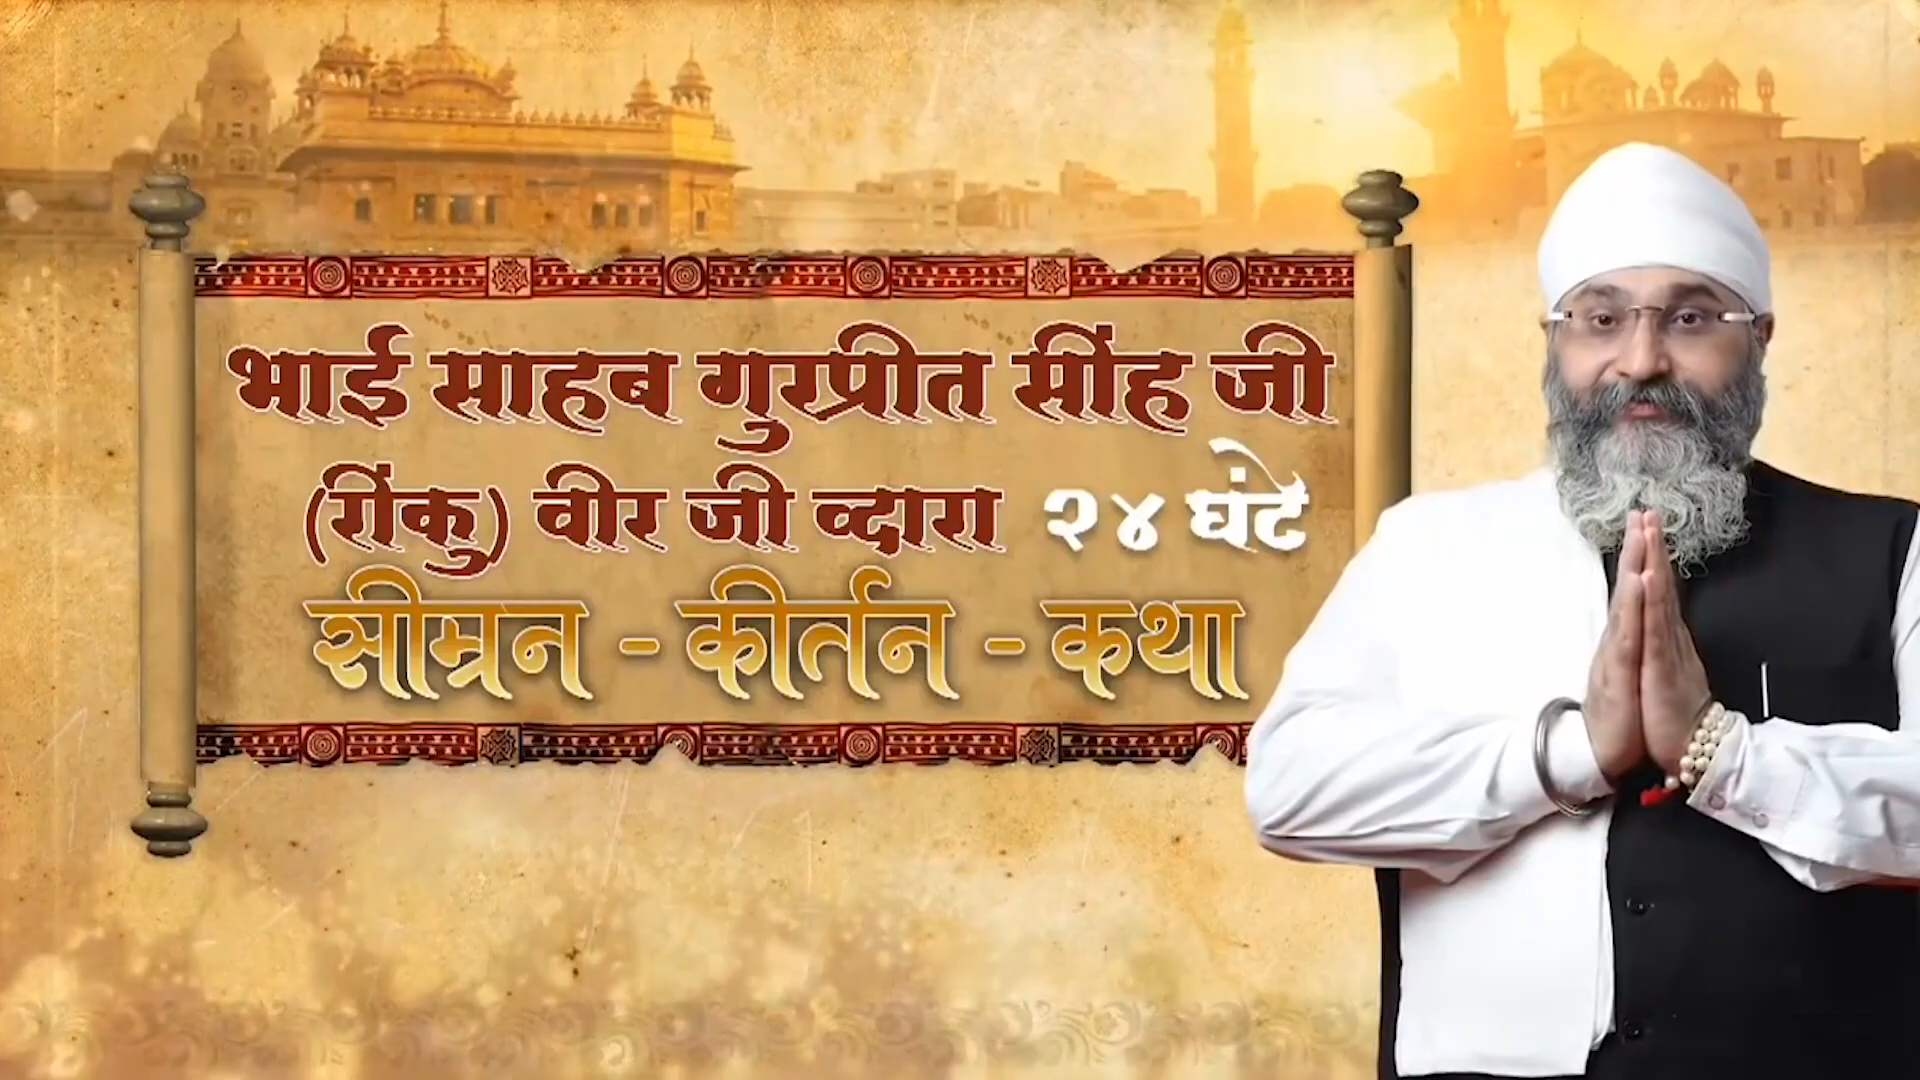 भाई साहब गुरप्रीत सींह जी
(रींकु) वीर जी व्दारा २४ घंटे
सीम्रन - कीर्तन - कथा